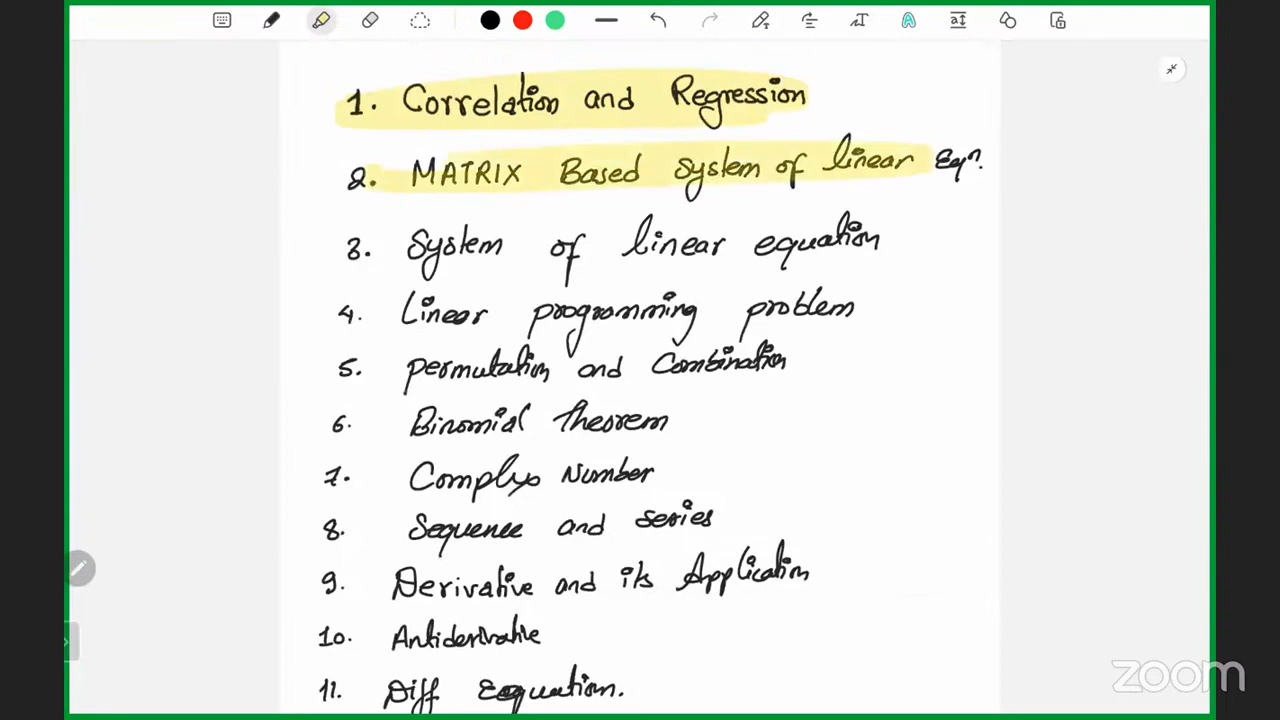 1. Correlation and Regression
2. MATRIX Based System of linear Eqn.
3. System of linear equation
4. Linear programming problem
5. Permutation and Combination
6. Binomial Theorem
7. Complex Number
8. Sequence and series
9. Derivative and its Application
10. Antiderivative
11. Diff Equation.
zoom